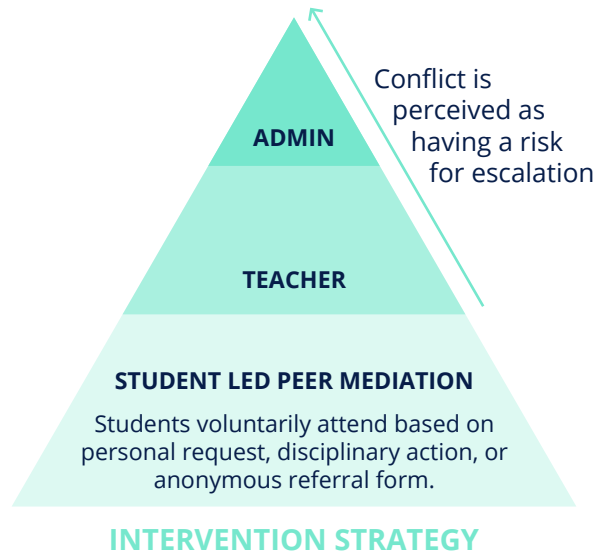 Conflict is
perceived as
having a risk
for escalation
ADMIN
TEACHER
STUDENT LED PEER MEDIATION
Students voluntarily attend based on
personal request, disciplinary action, or
anonymous referral form.
INTERVENTION STRATEGY